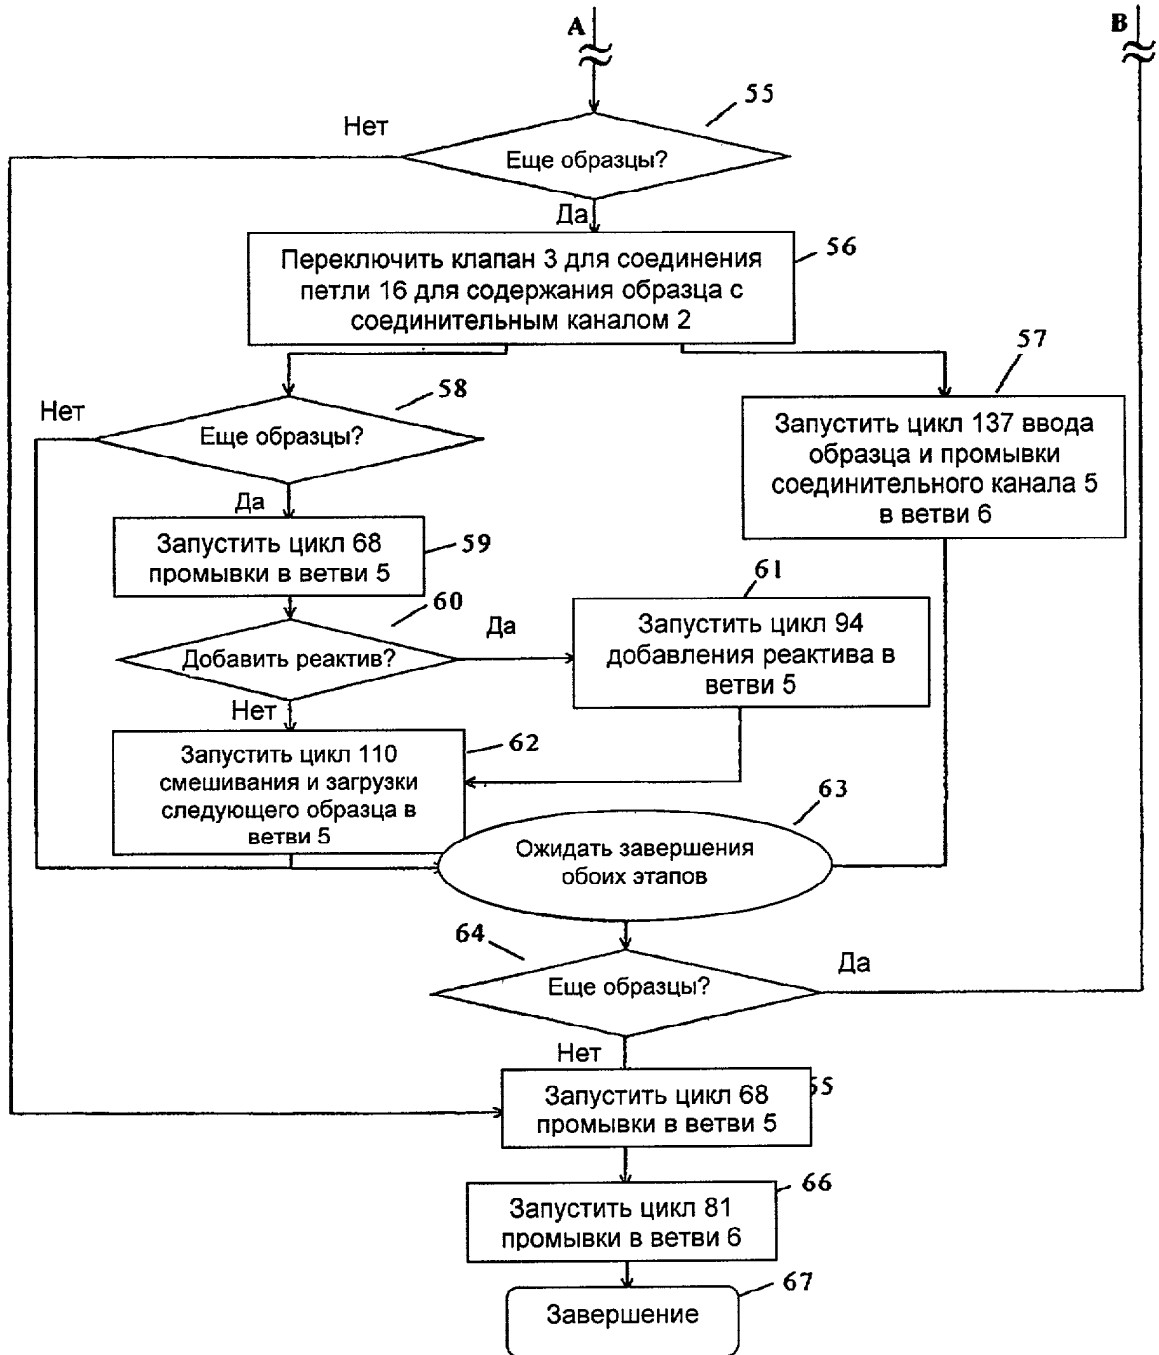 A
B
55
Нет
Еще образцы?
Да
56
Переключить клапан 3 для соединения
петли 16 для содержания образца с
соединительным каналом 2
57
58
Нет
Еще образцы?
Запустить цикл 137 ввода
образца и промывки
соединительного канала 5
в ветви 6
Да
Запустить цикл 68
промывки в ветви 5
59
60
61
Да
Добавить реактив?
Запустить цикл 94
добавления реактива в
ветви 5
Нет
62
Запустить цикл 110
смешивания и загрузки
следующего образца в
ветви 5
63
Ожидать завершения
обоих этапов
64
Да
Еще образцы?
Нет
Запустить цикл 68
промывки в ветви 5
66
Запустить цикл 81
промывки в ветви 6
67
Завершение